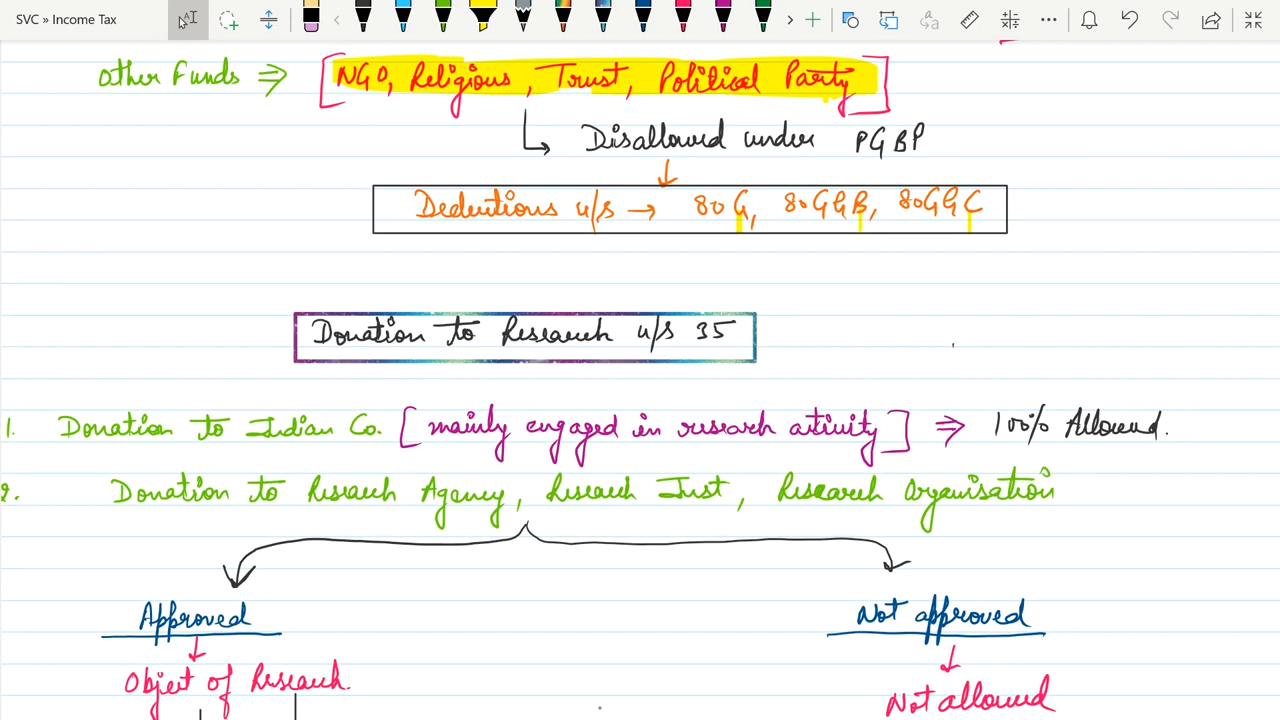 SVC » Income Tax
Other Funds ⇒ [NGO, Religious, Trust, Political Party]
↳ Disallowed under PGBP
Deductions u/s → 80G, 80GGB, 80GGC
Donation to Research u/s 35
1. Donation to Indian Co. [mainly engaged in research activity] ⇒ 100% Allowed.
2. Donation to Research Agency, Research Inst, Research Organisation
Approved Not approved
Object of Research Not allowed